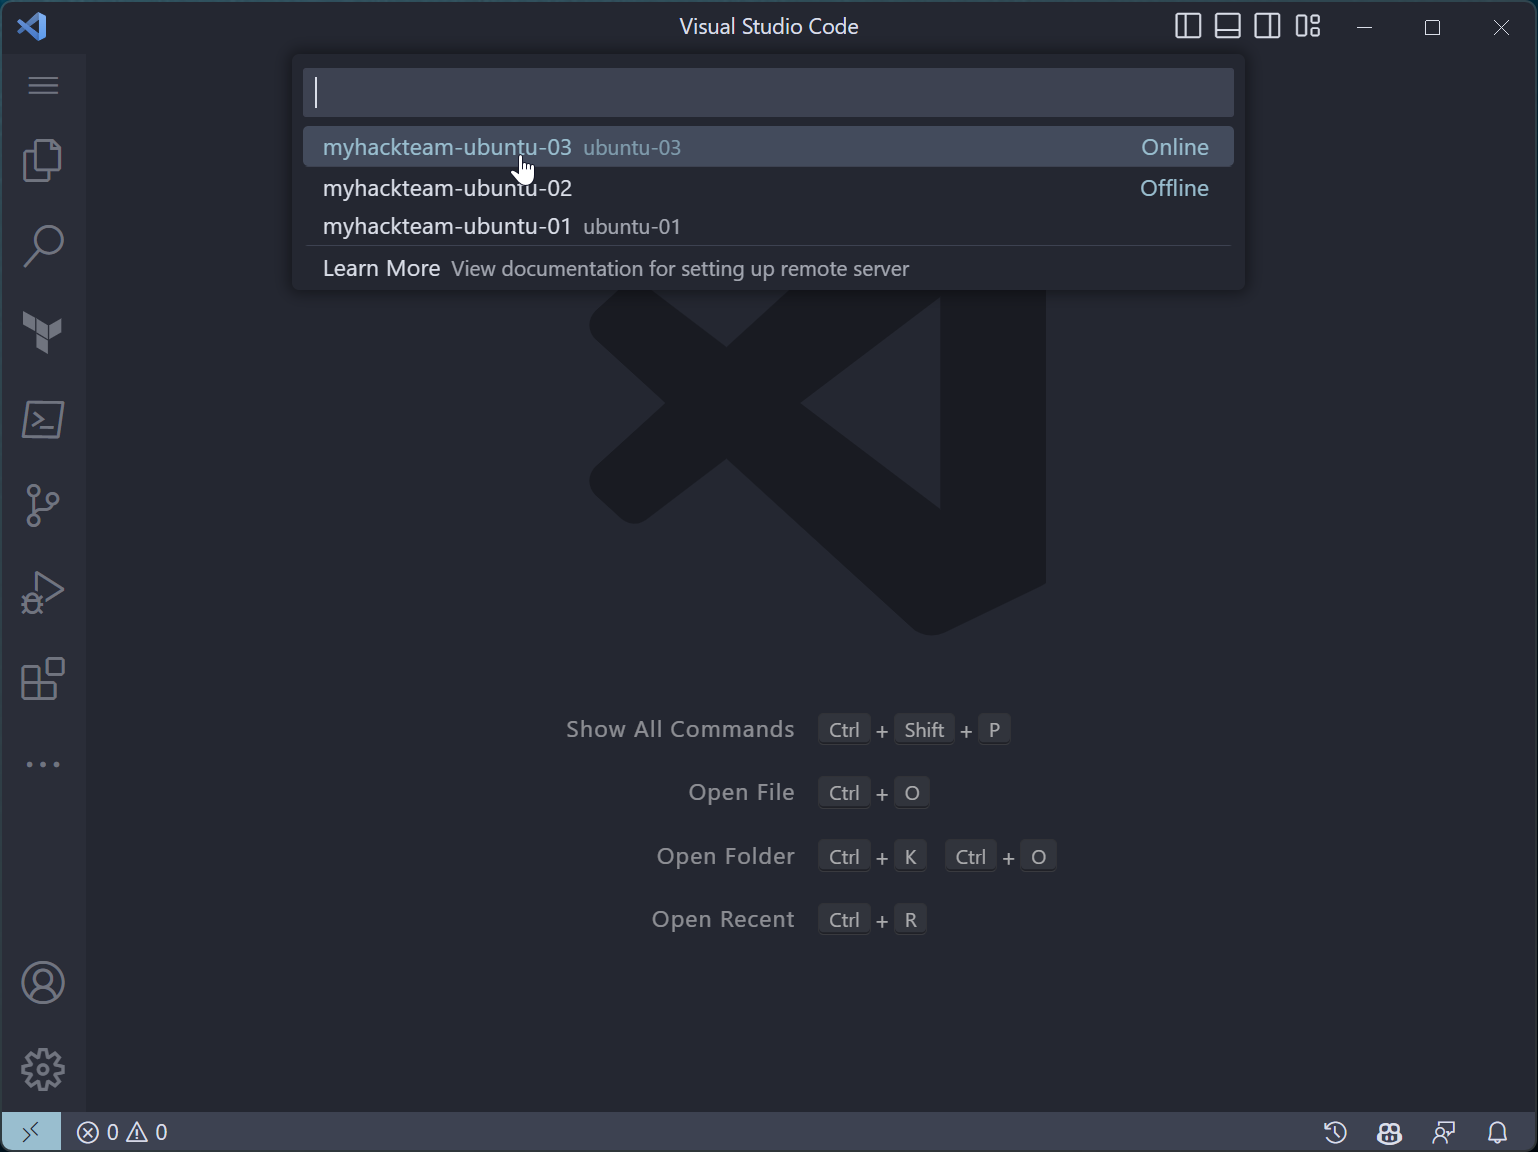 Visual Studio Code
myhackteam-ubuntu-03 ubuntu-03 Online
myhackteam-ubuntu-02 Offline
myhackteam-ubuntu-01 ubuntu-01
Learn More View documentation for setting up remote server
Show All Commands Ctrl + Shift + P
Open File Ctrl + O
Open Folder Ctrl + K Ctrl + O
Open Recent Ctrl + R
0 0